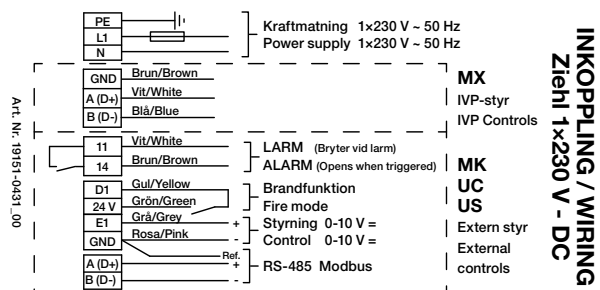 PE
L1
N
Kraftmatning 1×230 V ~ 50 Hz
Power supply 1×230 V ~ 50 Hz
GND Brun/Brown
A (D+) Vit/White
B (D-) Blå/Blue
MX
IVP-styr
IVP Controls
11 Vit/White
14 Brun/Brown
LARM (Bryter vid larm)
ALARM (Opens when triggered)
D1 Gul/Yellow
24 V Grön/Green
Brandfunktion
Fire mode
E1 Grå/Grey
GND Rosa/Pink
+ Styrning 0-10 V =
- Control 0-10 V =
Ref.
A (D+) +
B (D-) -
RS-485 Modbus
MK
UC
US
Extern styr
External
controls
INKOPPLING / WIRING
Ziehl 1×230 V - DC
Art. Nr. 19151-0431_00